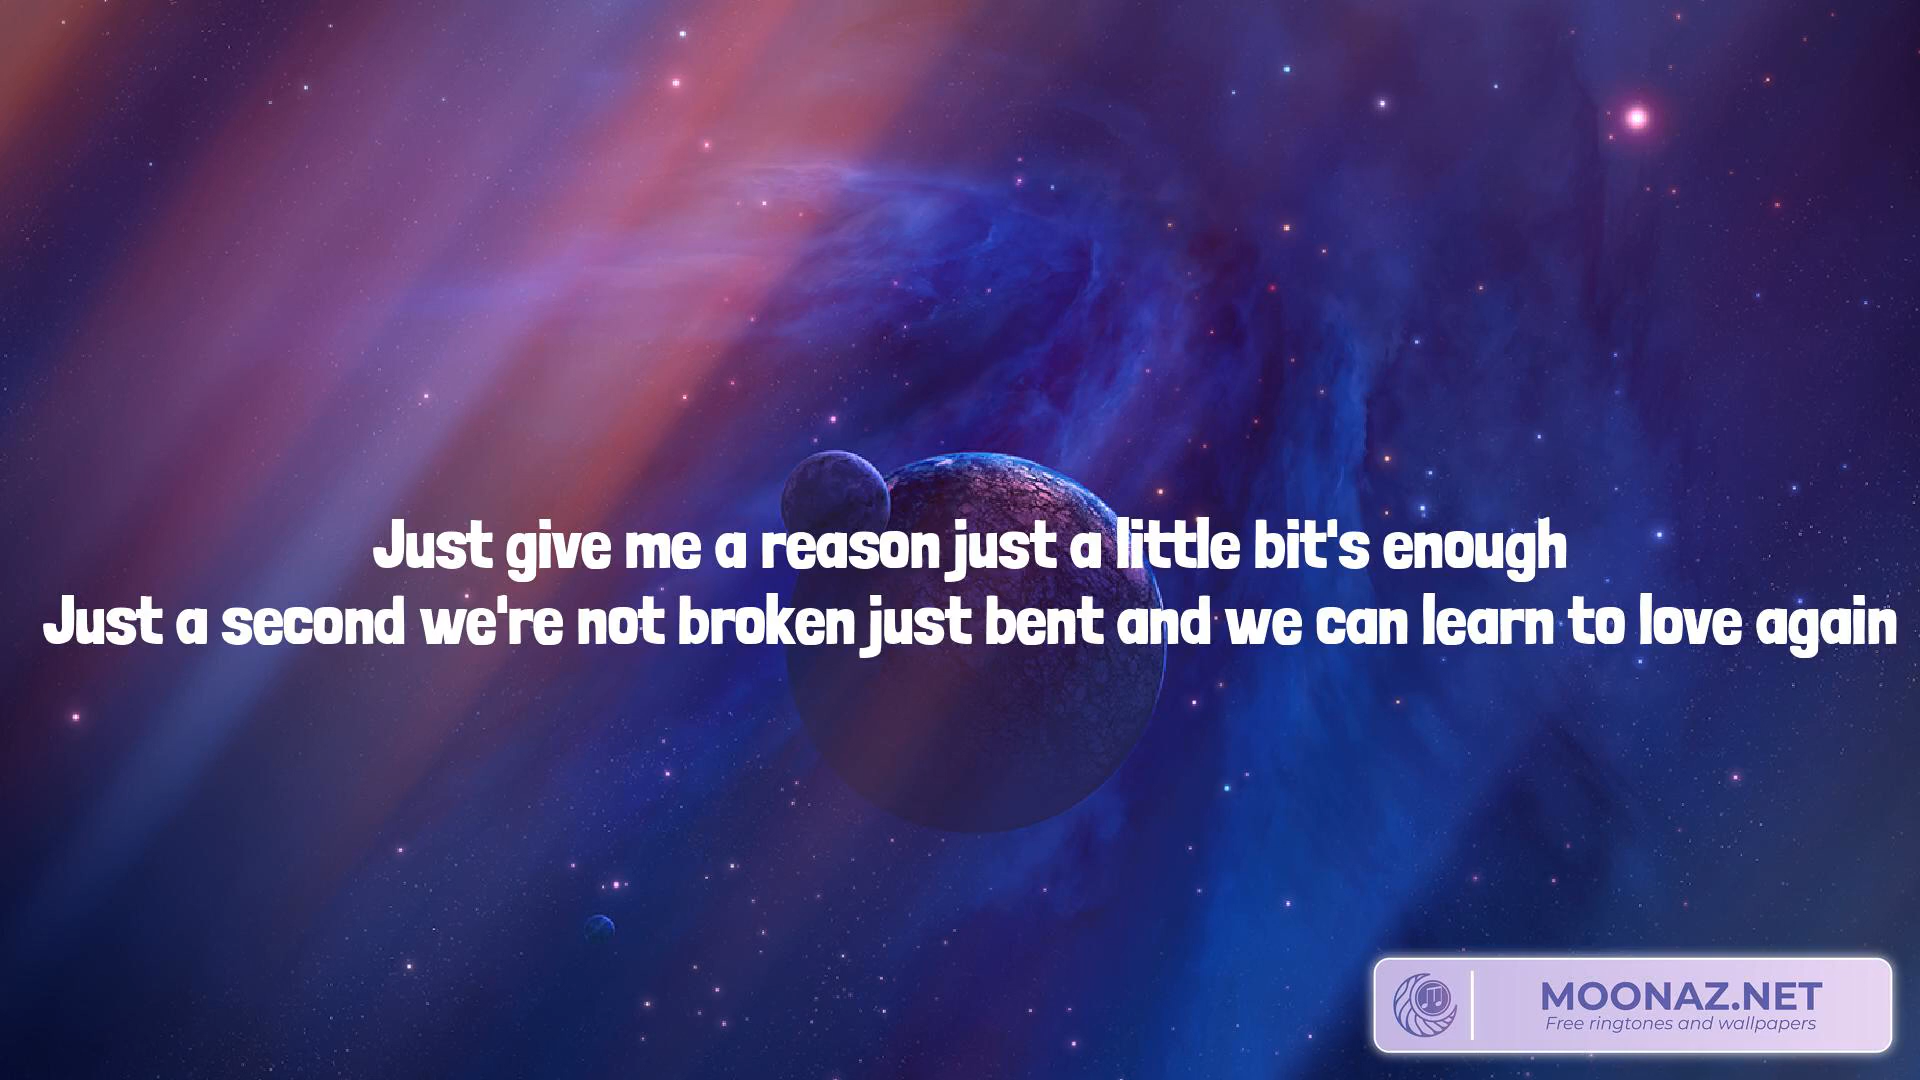 Just give me a reason just a little bit's enough
Just a second we're not broken just bent and we can learn to love again
MOONAZ.NET
Free ringtones and wallpapers